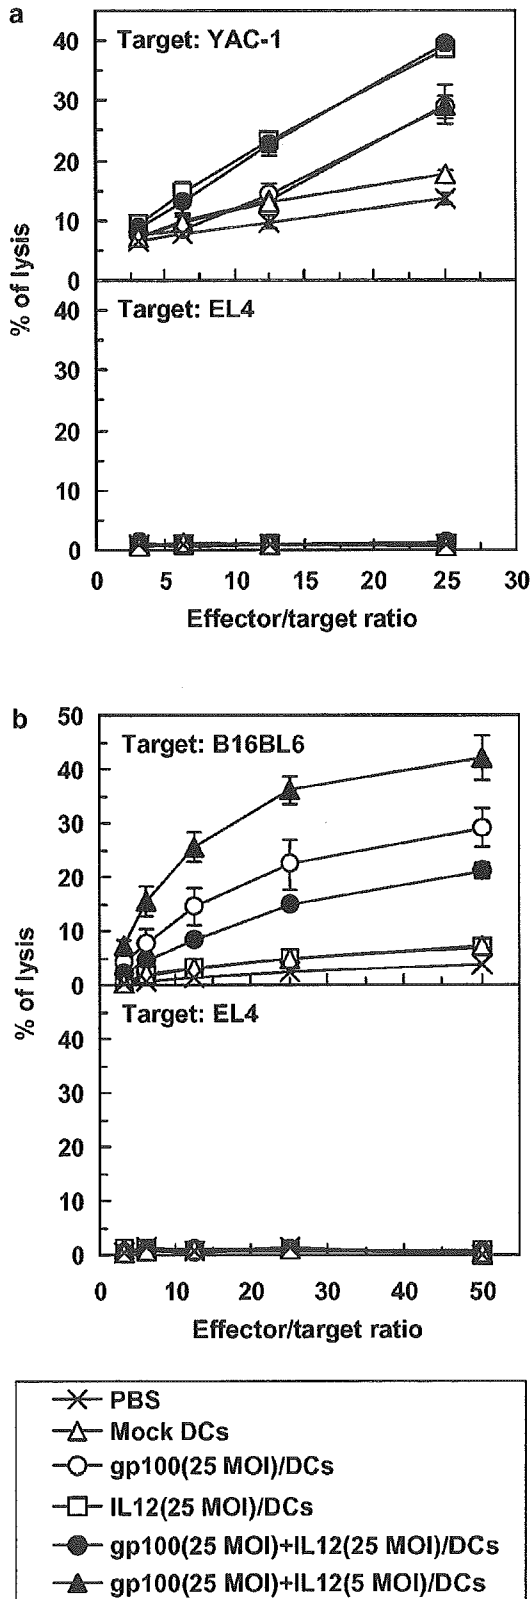 a
Target: YAC-1
40
30
20
10
0
% of lysis
Target: EL4
40
30
20
10
0
0 5 10 15 20 25 30
Effector/target ratio
b
50
Target: B16BL6
40
30
20
10
0
% of lysis
Target: EL4
40
30
20
10
0
0 10 20 30 40 50
Effector/target ratio
PBS
Mock DCs
gp100(25 MOI)/DCs
IL12(25 MOI)/DCs
gp100(25 MOI)+IL12(25 MOI)/DCs
gp100(25 MOI)+IL12(5 MOI)/DCs